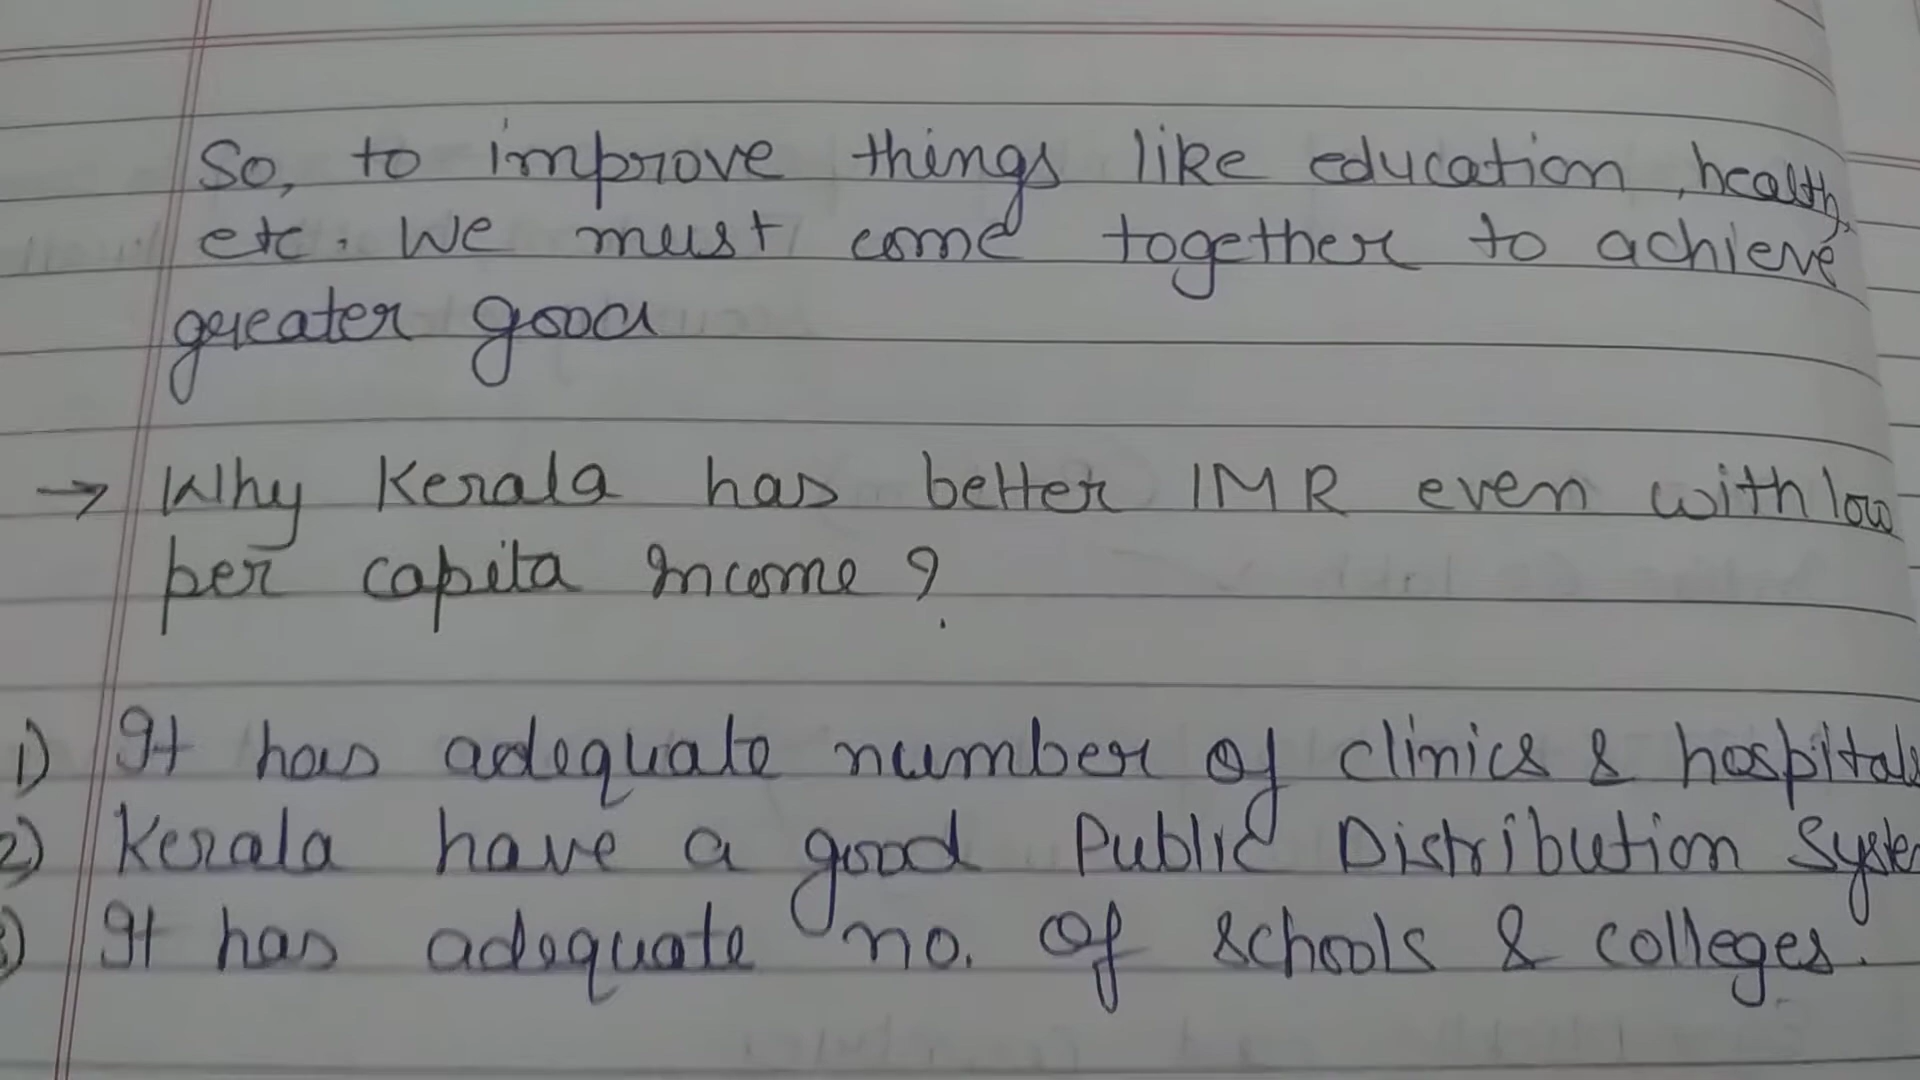 So, to improve things like education, health,
etc. We must come together to achieve
greater good
→ Why Kerala has better IMR even with low
per capita Income?
1) It has adequate number of clinics & hospitals
2) Kerala have a good Public Distribution System
3) It has adequate no. of schools & colleges.